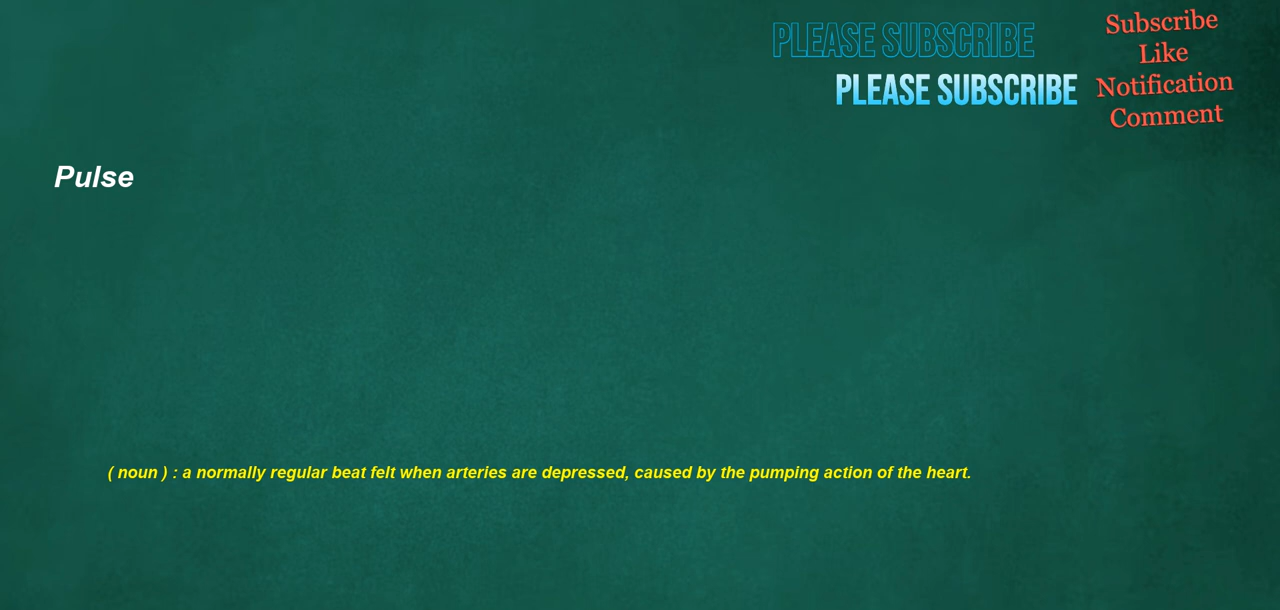 PLEASE SUBSCRIBE
PLEASE SUBSCRIBE
Subscribe
Like
Notification
Comment
Pulse
( noun ) : a normally regular beat felt when arteries are depressed, caused by the pumping action of the heart.